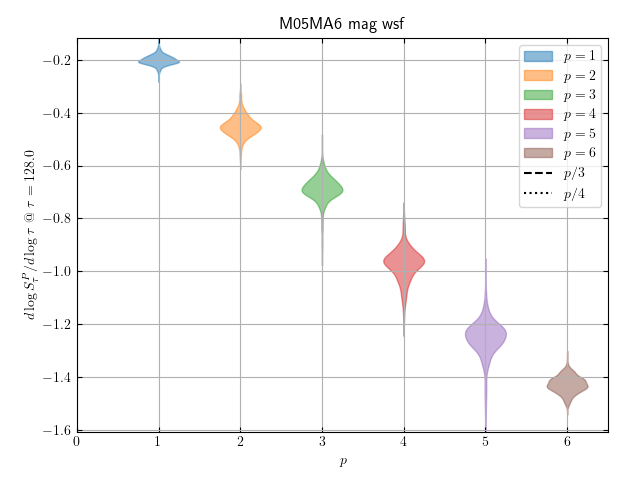 M05MA6 mag wsf
d log S_τ^P / d log τ @ τ = 128.0
−0.2
−0.4
−0.6
−0.8
−1.0
−1.2
−1.4
−1.6
0 1 2 3 4 5 6
p
p = 1
p = 2
p = 3
p = 4
p = 5
p = 6
p/3
p/4